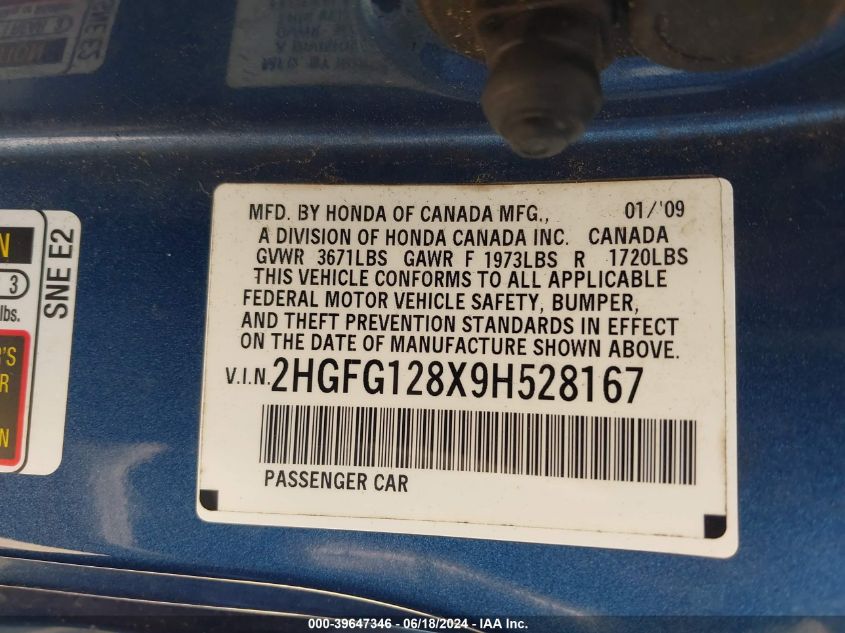 MFD. BY HONDA OF CANADA MFG., 01/'09
A DIVISION OF HONDA CANADA INC. CANADA
GVWR 3671LBS GAWR F 1973LBS R 1720LBS
THIS VEHICLE CONFORMS TO ALL APPLICABLE
FEDERAL MOTOR VEHICLE SAFETY, BUMPER,
AND THEFT PREVENTION STANDARDS IN EFFECT
ON THE DATE OF MANUFACTURE SHOWN ABOVE.
V.I.N. 2HGFG128X9H528167
PASSENGER CAR
N
3
lbs.
'S
R
N
SNE E2
000-39647346 - 06/18/2024 - IAA Inc.